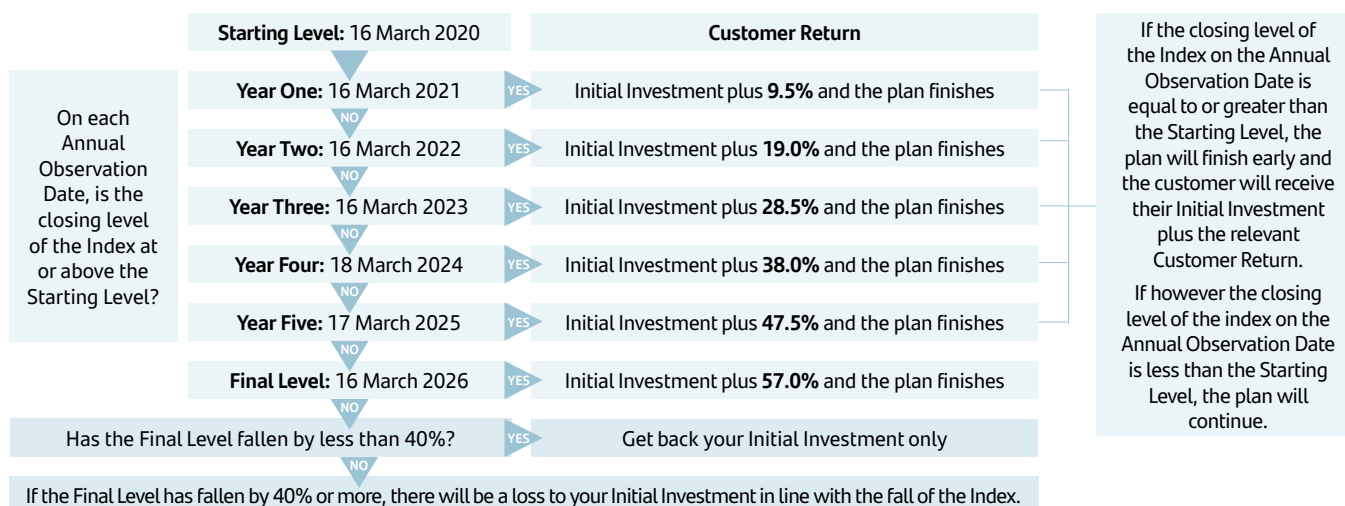 Starting Level: 16 March 2020
Customer Return
On each
Annual
Observation
Date, is the
closing level
of the Index at
or above the
Starting Level?
Year One: 16 March 2021
YES
Initial Investment plus 9.5% and the plan finishes
NO
Year Two: 16 March 2022
YES
Initial Investment plus 19.0% and the plan finishes
NO
Year Three: 16 March 2023
YES
Initial Investment plus 28.5% and the plan finishes
NO
Year Four: 18 March 2024
YES
Initial Investment plus 38.0% and the plan finishes
NO
Year Five: 17 March 2025
YES
Initial Investment plus 47.5% and the plan finishes
NO
Final Level: 16 March 2026
YES
Initial Investment plus 57.0% and the plan finishes
NO
Has the Final Level fallen by less than 40%?
YES
Get back your Initial Investment only
NO
If the Final Level has fallen by 40% or more, there will be a loss to your Initial Investment in line with the fall of the Index.
If the closing level of
the Index on the Annual
Observation Date is
equal to or greater than
the Starting Level, the
plan will finish early and
the customer will receive
their Initial Investment
plus the relevant
Customer Return.
If however the closing
level of the index on the
Annual Observation Date
is less than the Starting
Level, the plan will
continue.